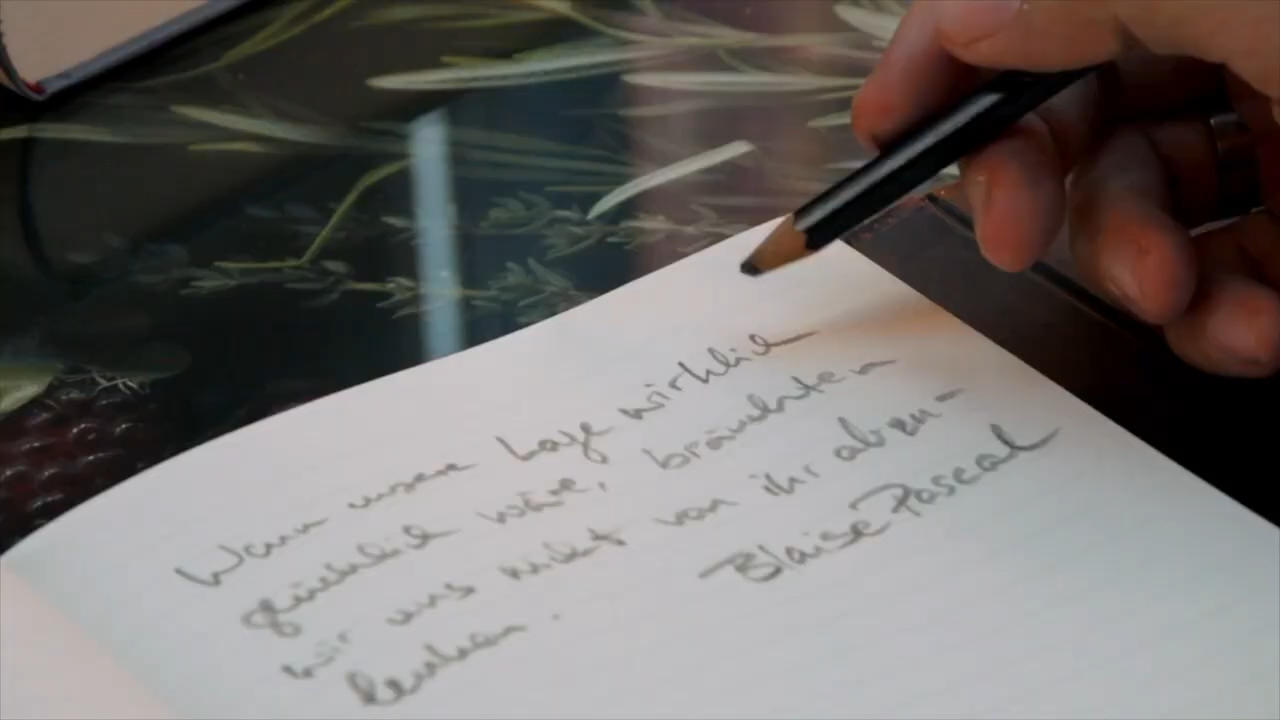 Wenn unsere Lage wirklich
glücklich wäre, bräuchten
wir uns nicht von ihr abzu-
lenken.
Blaise Pascal